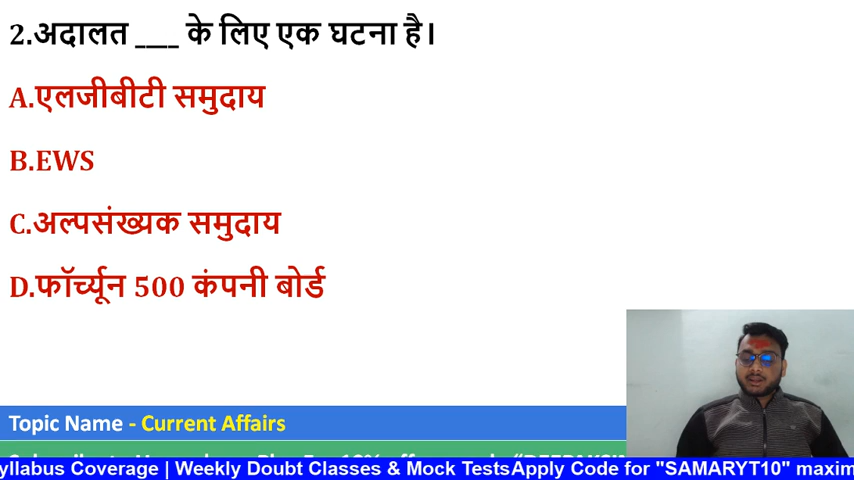 2.अदालत ___ के लिए एक घटना है।
A.एलजीबीटी समुदाय
B.EWS
C.अल्पसंख्यक समुदाय
D.फॉर्च्यून 500 कंपनी बोर्ड
Topic Name - Current Affairs
yllabus Coverage | Weekly Doubt Classes & Mock TestsApply Code for "SAMARYT10" maxim